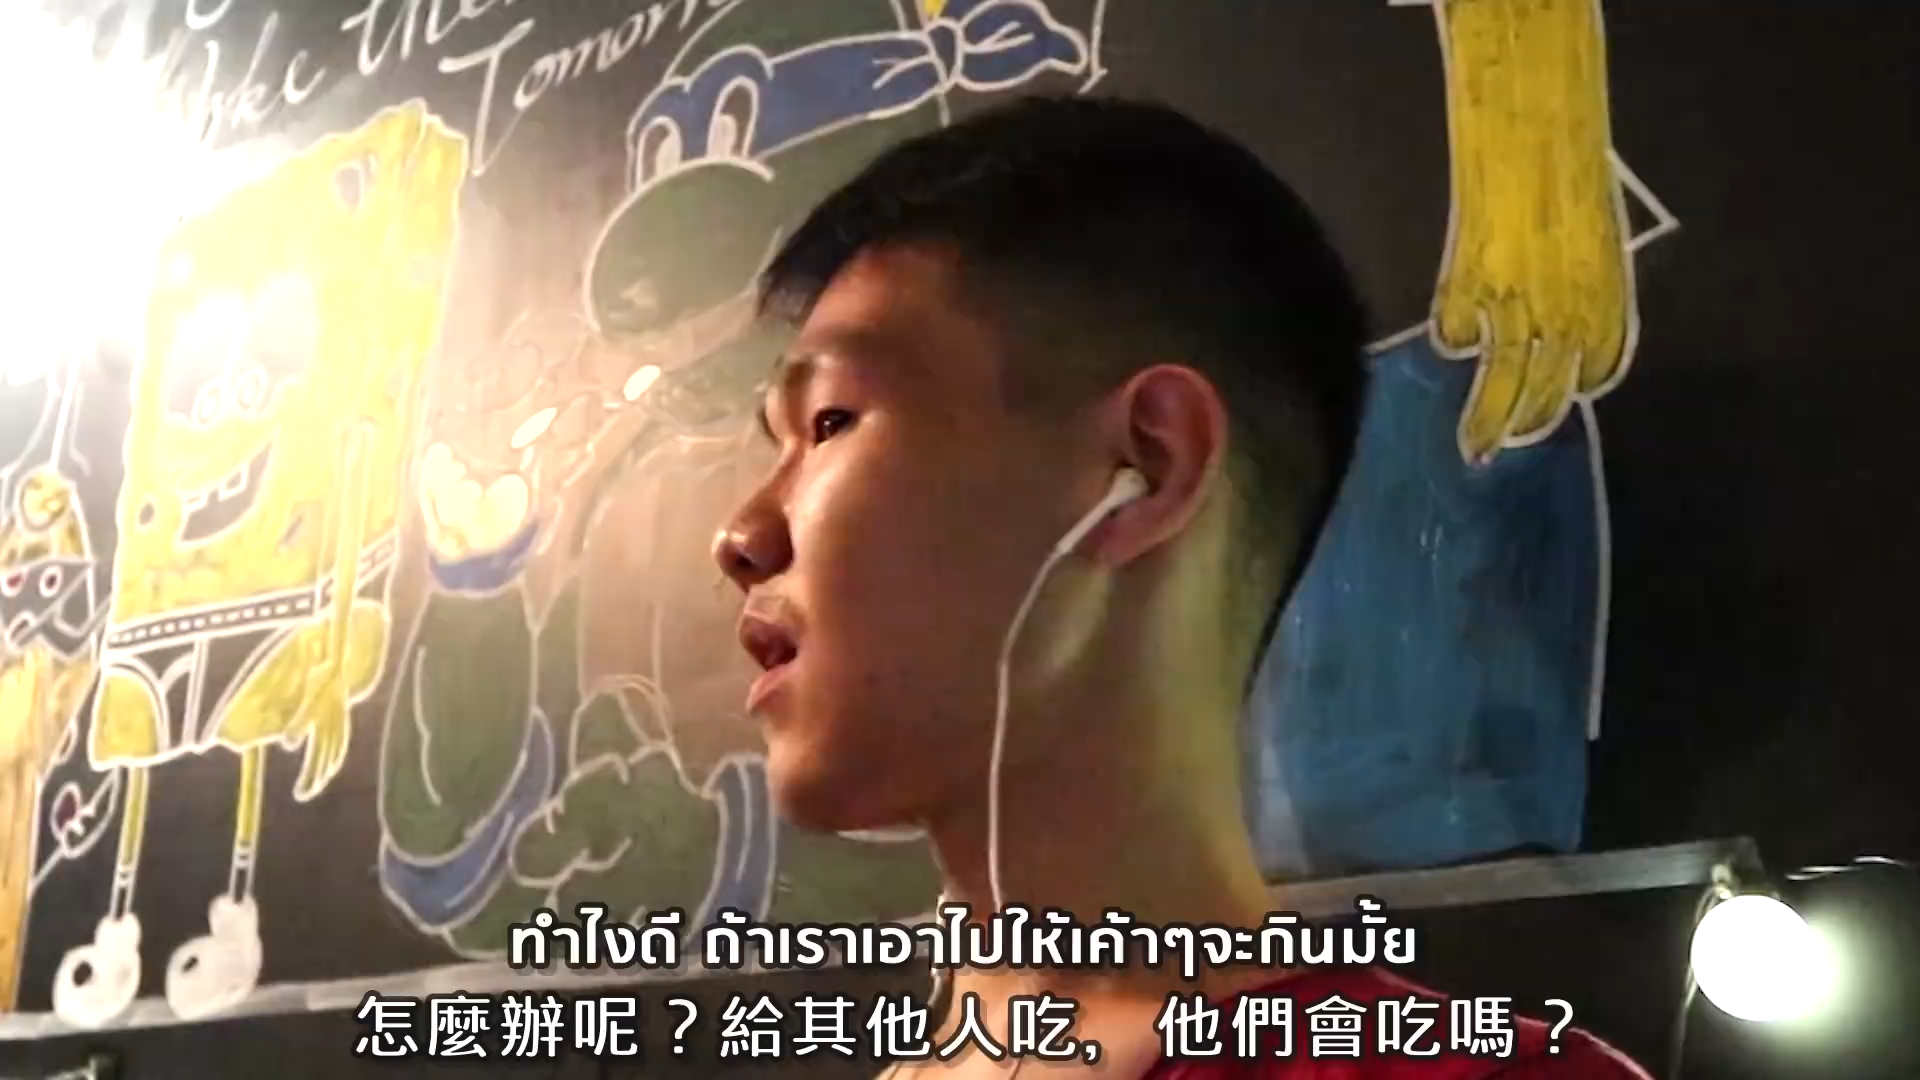 Tomorr
ทำไงดี ถ้าเราเอาไปให้เค้าๆจะกินมั้ย
怎麼辦呢？給其他人吃, 他們會吃嗎？